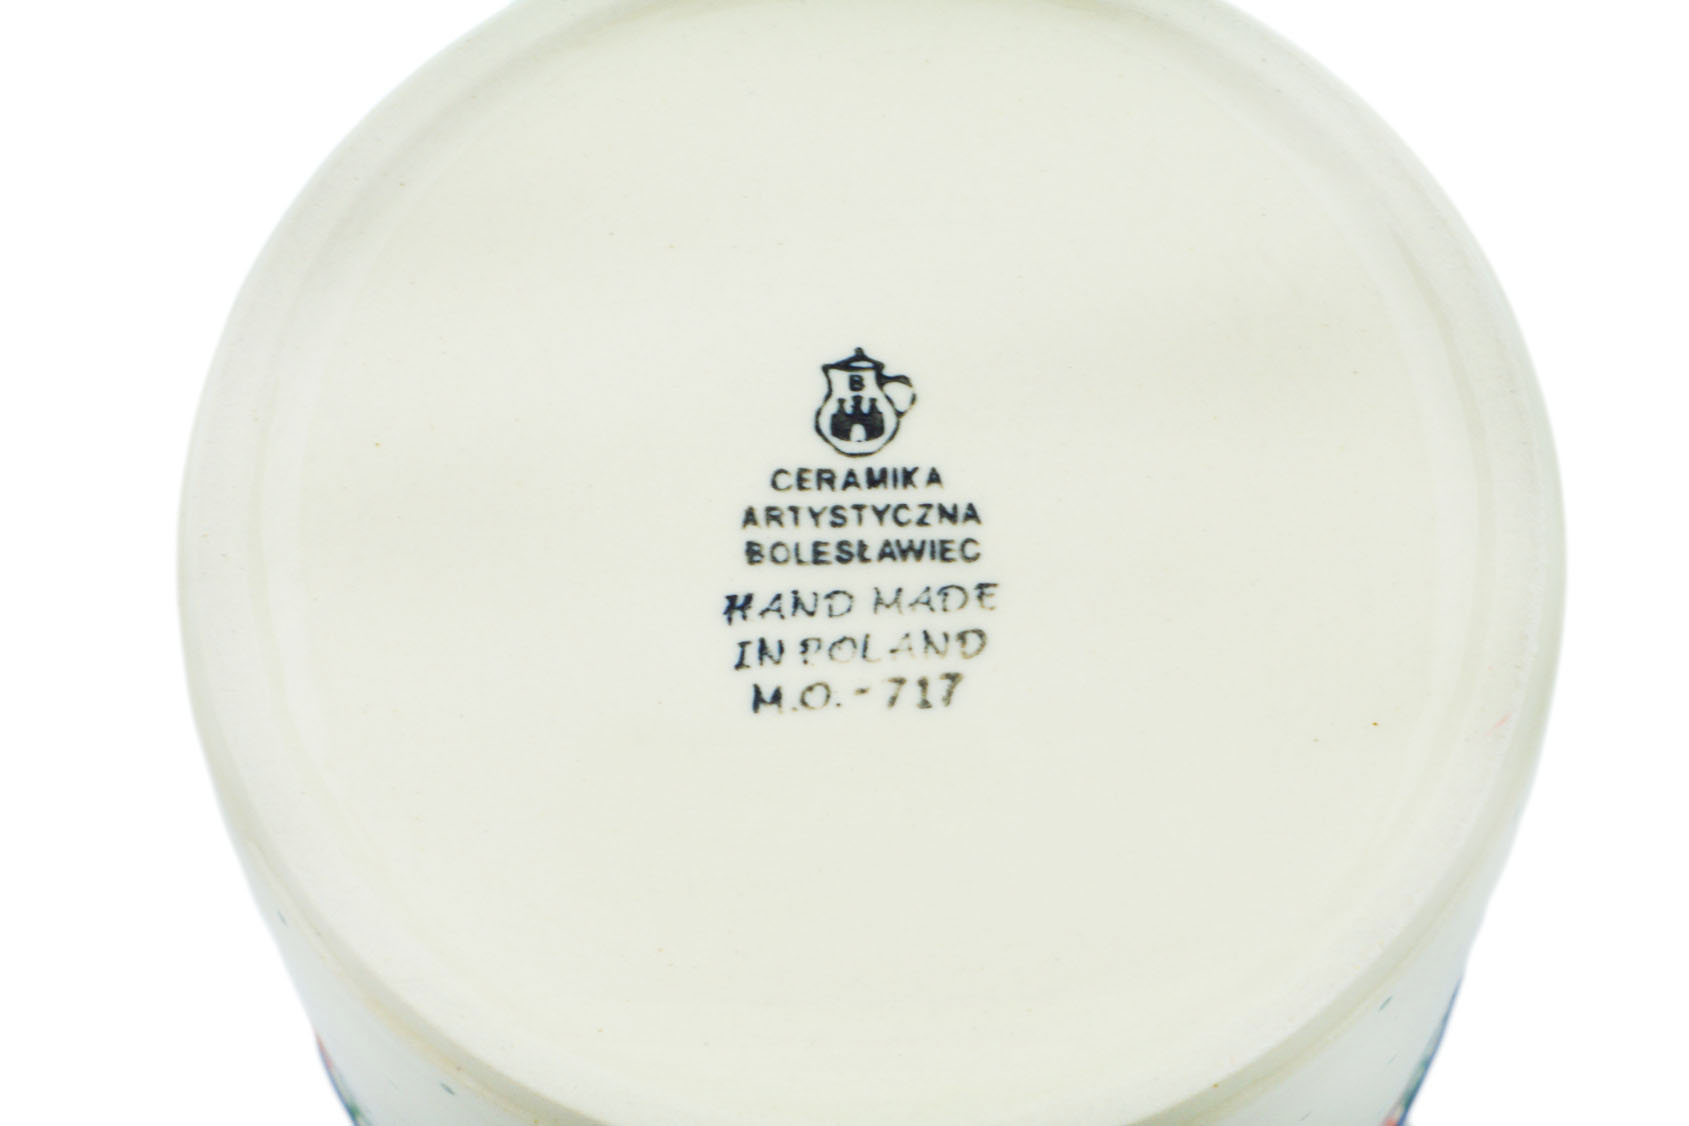 B
CERAMIKA
ARTYSTYCZNA
BOLESŁAWIEC
HAND MADE
IN POLAND
M.O. - 717